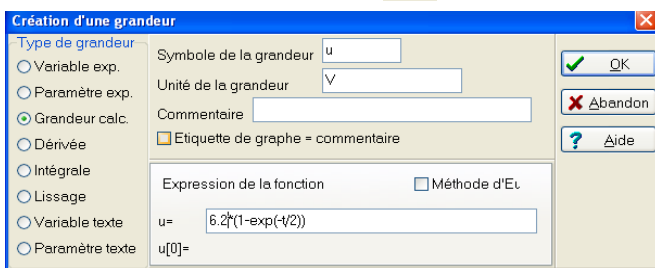 Création d'une grandeur
Type de grandeur
Variable exp.
Paramètre exp.
Grandeur calc.
Dérivée
Intégrale
Lissage
Variable texte
Paramètre texte
Symbole de la grandeur u
Unité de la grandeur V
Commentaire
Etiquette de graphe = commentaire
Expression de la fonction Méthode d'Eu
u= 6.2*(1-exp(-t/2))
u[0]=
OK
Abandon
Aide